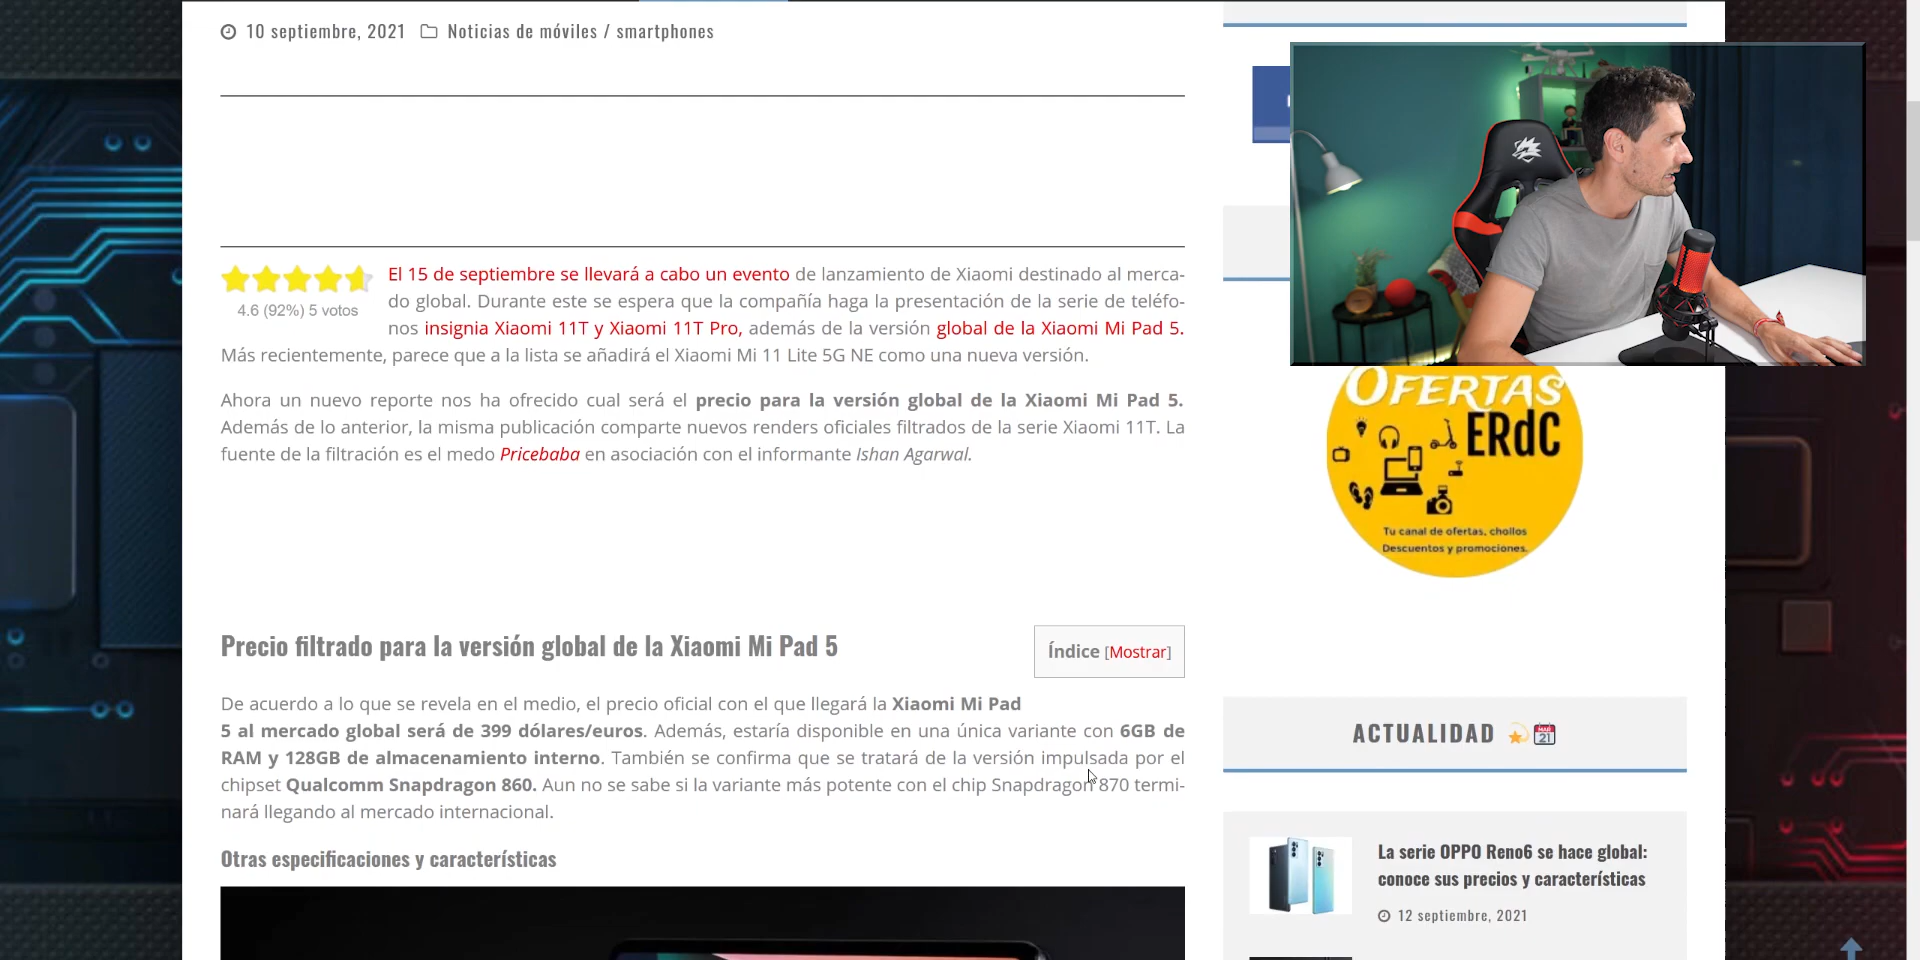 10 septiembre, 2021 Noticias de móviles / smartphones
4.6 (92%) 5 votos
El 15 de septiembre se llevará a cabo un evento de lanzamiento de Xiaomi destinado al merca-
do global. Durante este se espera que la compañía haga la presentación de la serie de teléfo-
nos insignia Xiaomi 11T y Xiaomi 11T Pro, además de la versión global de la Xiaomi Mi Pad 5.
Más recientemente, parece que a la lista se añadirá el Xiaomi Mi 11 Lite 5G NE como una nueva versión.
Ahora un nuevo reporte nos ha ofrecido cual será el precio para la versión global de la Xiaomi Mi Pad 5.
Además de lo anterior, la misma publicación comparte nuevos renders oficiales filtrados de la serie Xiaomi 11T. La
fuente de la filtración es el medo Pricebaba en asociación con el informante Ishan Agarwal.
Precio filtrado para la versión global de la Xiaomi Mi Pad 5
Índice [Mostrar]
De acuerdo a lo que se revela en el medio, el precio oficial con el que llegará la Xiaomi Mi Pad
5 al mercado global será de 399 dólares/euros. Además, estaría disponible en una única variante con 6GB de
RAM y 128GB de almacenamiento interno. También se confirma que se tratará de la versión impulsada por el
chipset Qualcomm Snapdragon 860. Aun no se sabe si la variante más potente con el chip Snapdragon 870 termi-
nará llegando al mercado internacional.
Otras especificaciones y características
OFERTAS
ERdC
Tu canal de ofertas, chollos
Descuentos y promociones.
ACTUALIDAD
MAR
21
La serie OPPO Reno6 se hace global:
conoce sus precios y características
12 septiembre, 2021